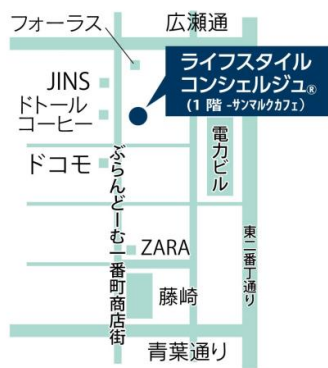 フォーラス
広瀬通
ライフスタイル
コンシェルジュ®
(1階-サンマルクカフェ)
JINS
ドトール
コーヒー
ドコモ
電力ビル
ぶらんどーむ一番町商店街
東二番丁通り
ZARA
藤崎
青葉通り